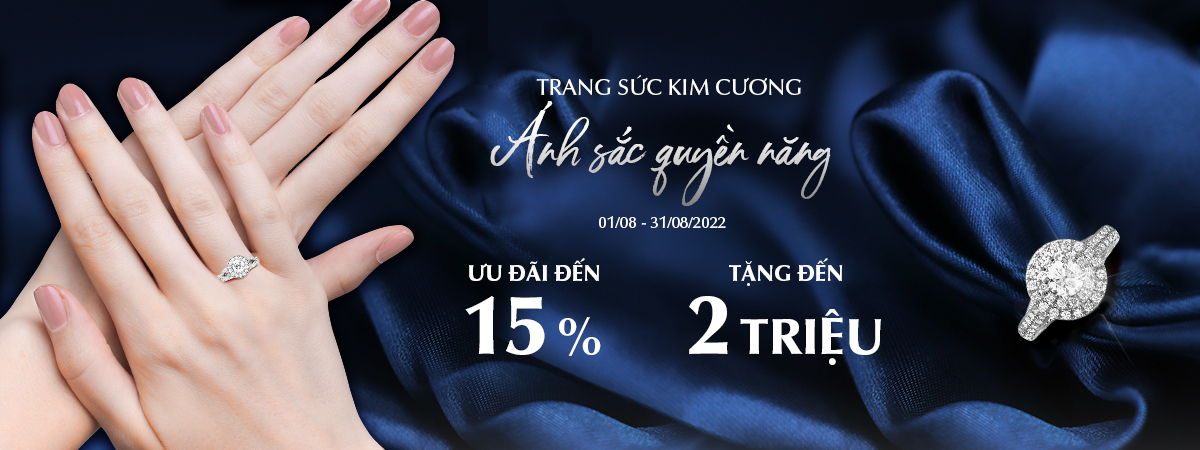 TRANG SỨC KIM CƯƠNG
Ánh sắc quyền năng
01/08 - 31/08/2022
ƯU ĐÃI ĐẾN
15 %
TẶNG ĐẾN
2 TRIỆU